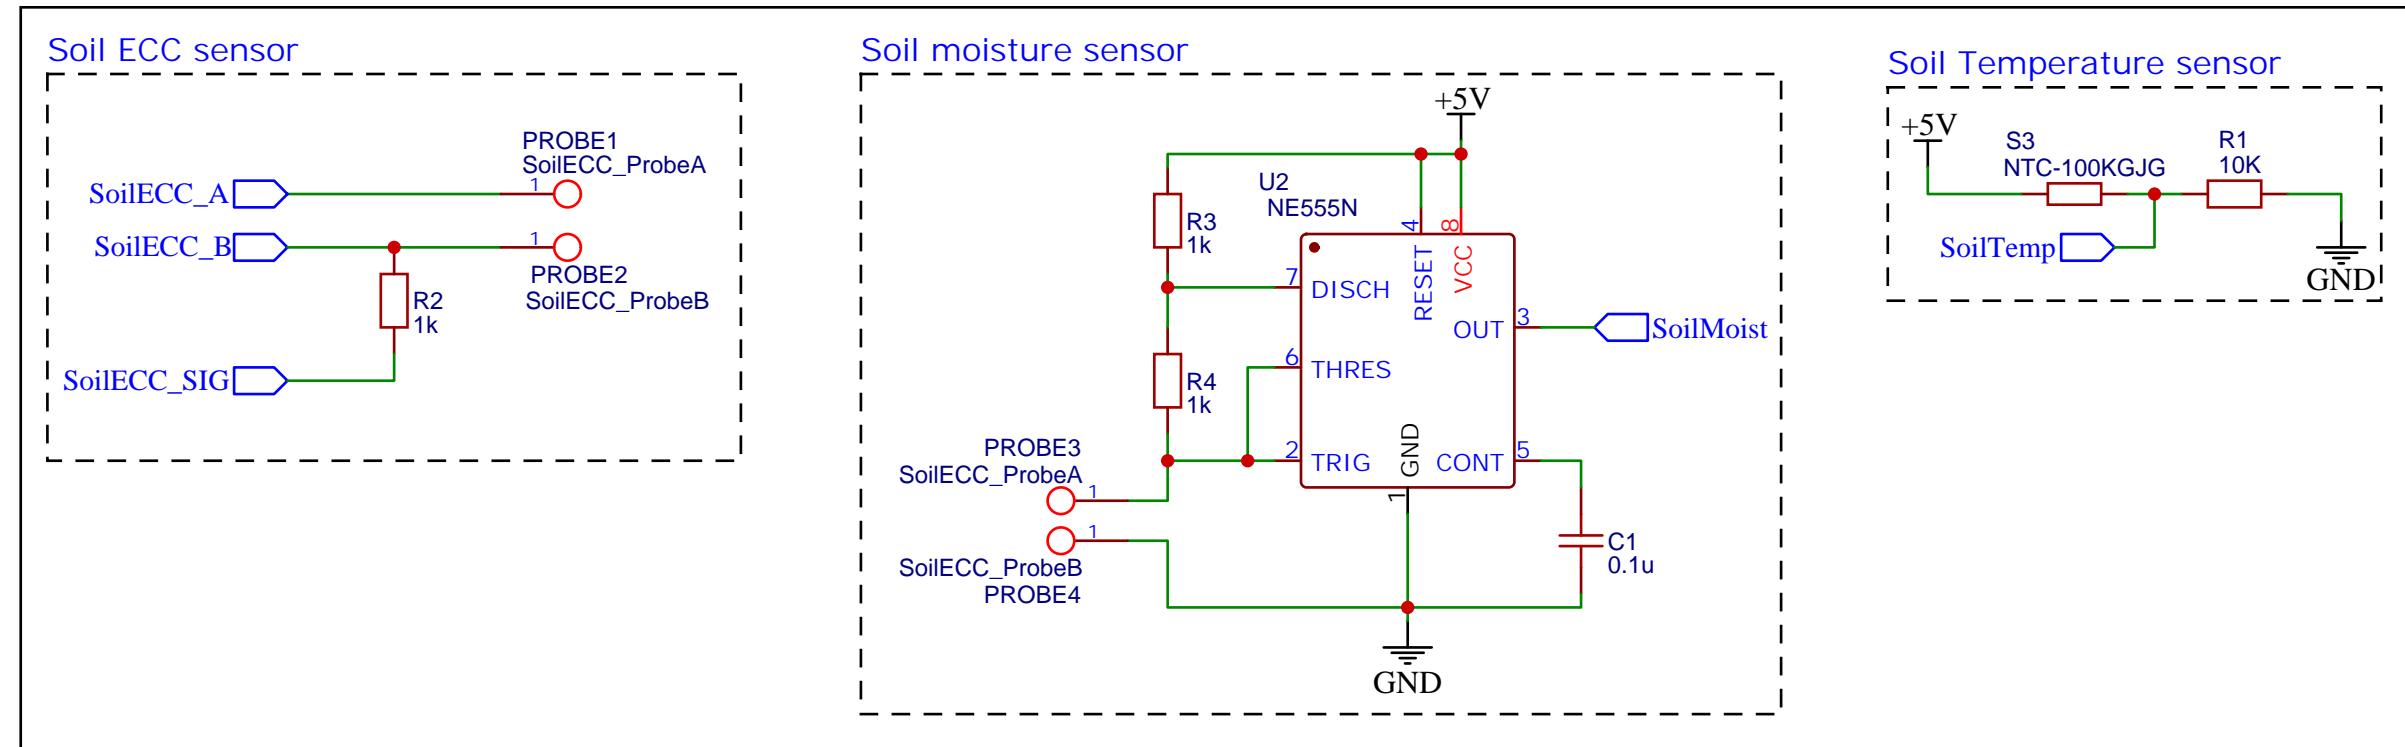 Soil ECC sensor
PROBE1
SoilECC_ProbeA
SoilECC_A
1
SoilECC_B
1
PROBE2
SoilECC_ProbeB
R2
1k
SoilECC_SIG
Soil moisture sensor
+5V
U2
NE555N
R3
1k
4
8
RESET
VCC
7
DISCH
OUT
3
SoilMoist
6
THRES
R4
1k
2
TRIG
GND
CONT
5
1
PROBE3
SoilECC_ProbeA
1
1
SoilECC_ProbeB
PROBE4
C1
0.1u
GND
Soil Temperature sensor
+5V
S3
NTC-100KGJG
R1
10K
SoilTemp
GND